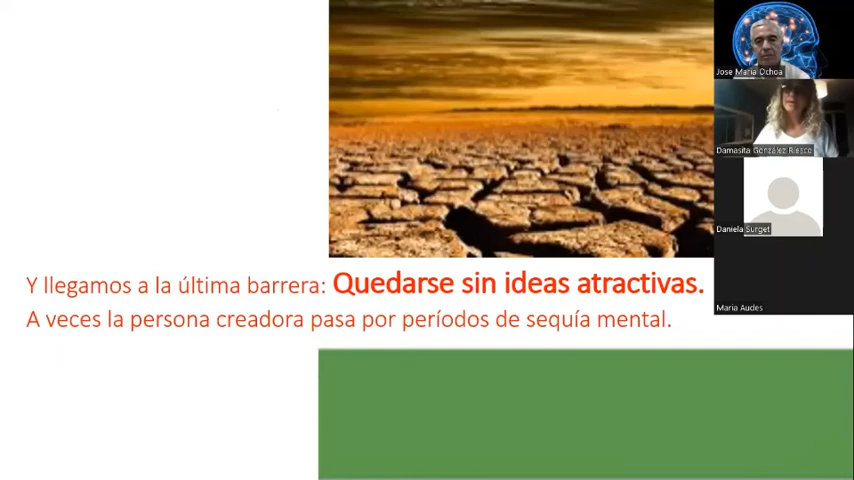 Jose Maria Ochoa
Damasita González Riesco
Daniela Surget
Maria Audes
Y llegamos a la última barrera: Quedarse sin ideas atractivas.
A veces la persona creadora pasa por períodos de sequía mental.